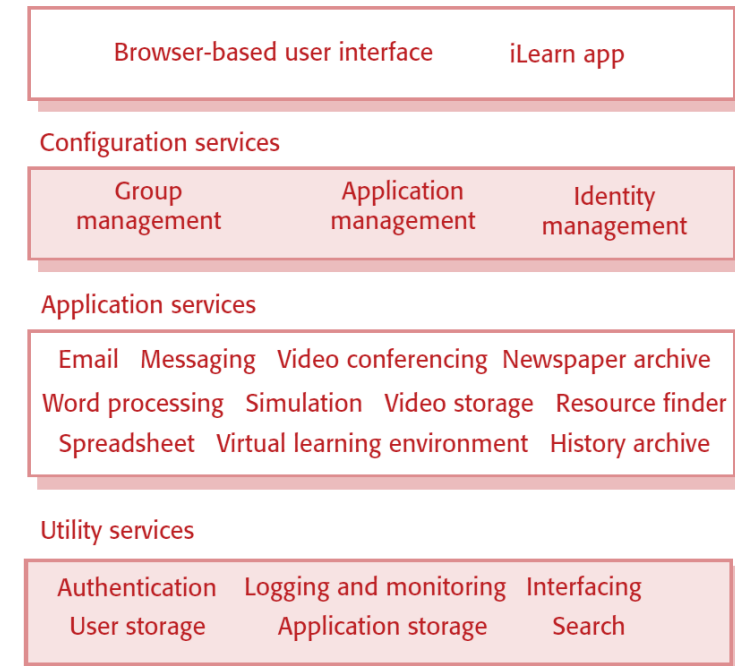 Browser-based user interface iLearn app
Configuration services
Group management Application management Identity management
Application services
Email Messaging Video conferencing Newspaper archive
Word processing Simulation Video storage Resource finder
Spreadsheet Virtual learning environment History archive
Utility services
Authentication Logging and monitoring Interfacing
User storage Application storage Search